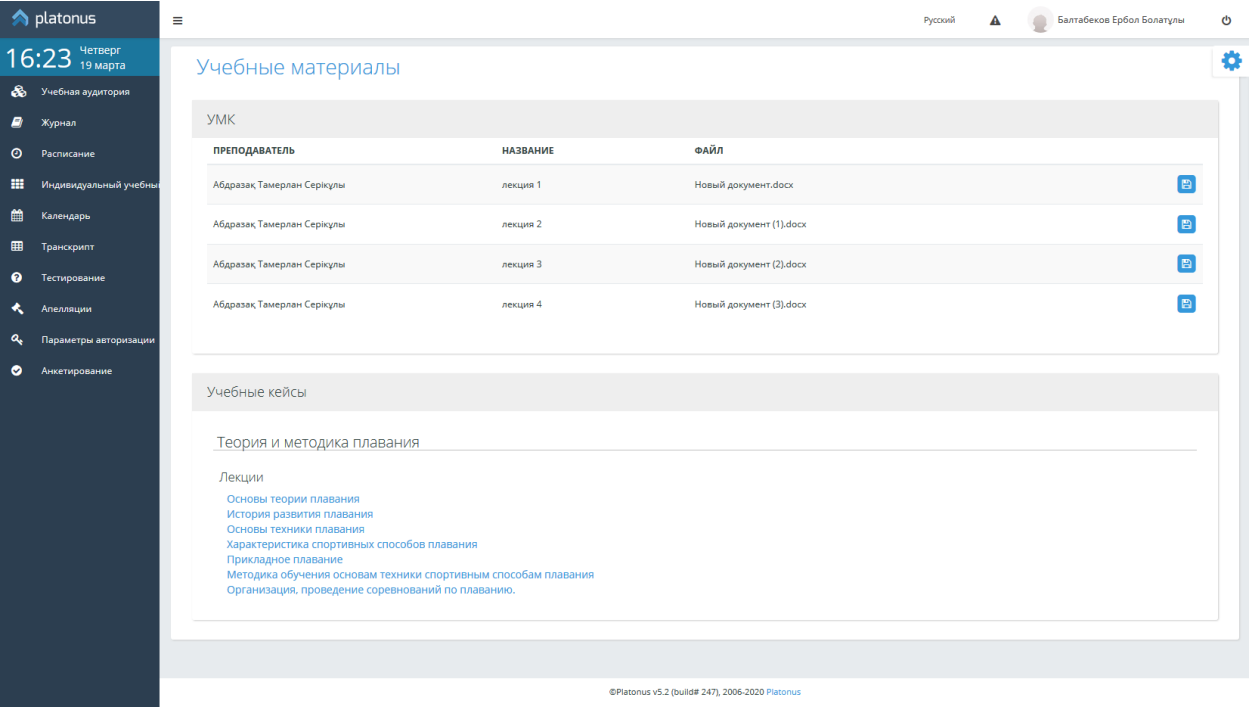 platonus
Русский
Балтабеков Ербол Болатұлы
16:23 Четверг 19 марта
Учебная аудитория
Журнал
Расписание
Индивидуальный учебны
Календарь
Транскрипт
Тестирование
Апелляции
Параметры авторизации
Анкетирование
Учебные материалы
УМК
ПРЕПОДАВАТЕЛЬ НАЗВАНИЕ ФАЙЛ
Абдразақ Тамерлан Серікұлы лекция 1 Новый документ.docx
Абдразақ Тамерлан Серікұлы лекция 2 Новый документ (1).docx
Абдразақ Тамерлан Серікұлы лекция 3 Новый документ (2).docx
Абдразақ Тамерлан Серікұлы лекция 4 Новый документ (3).docx
Учебные кейсы
Теория и методика плавания
Лекции
Основы теории плавания
История развития плавания
Основы техники плавания
Характеристика спортивных способов плавания
Прикладное плавание
Методика обучения основам техники спортивным способам плавания
Организация, проведение соревнований по плаванию.
©Platonus v5.2 (build# 247), 2006-2020 Platonus